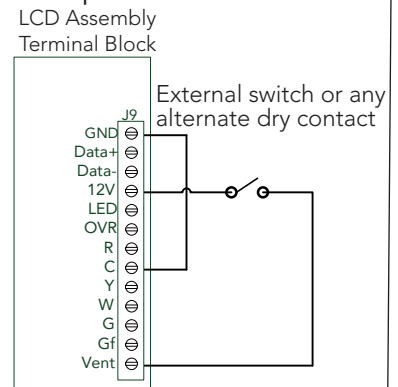 LCD Assembly
Terminal Block
External switch or any
alternate dry contact
J9
GND
Data+
Data-
12V
LED
OVR
R
C
Y
W
G
Gf
Vent